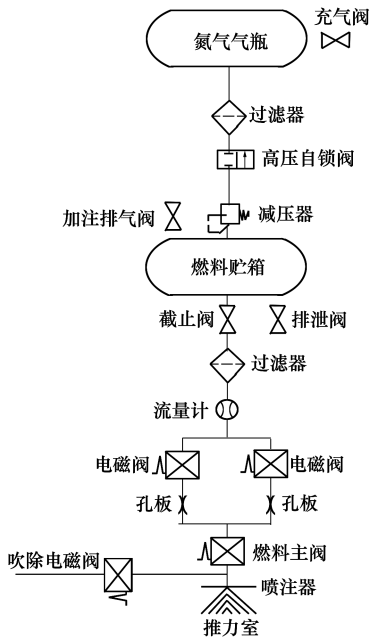 充气阀
氮气气瓶
过滤器
高压自锁阀
加注排气阀
减压器
燃料贮箱
截止阀
排泄阀
过滤器
流量计
电磁阀
电磁阀
孔板
孔板
吹除电磁阀
燃料主阀
喷注器
推力室